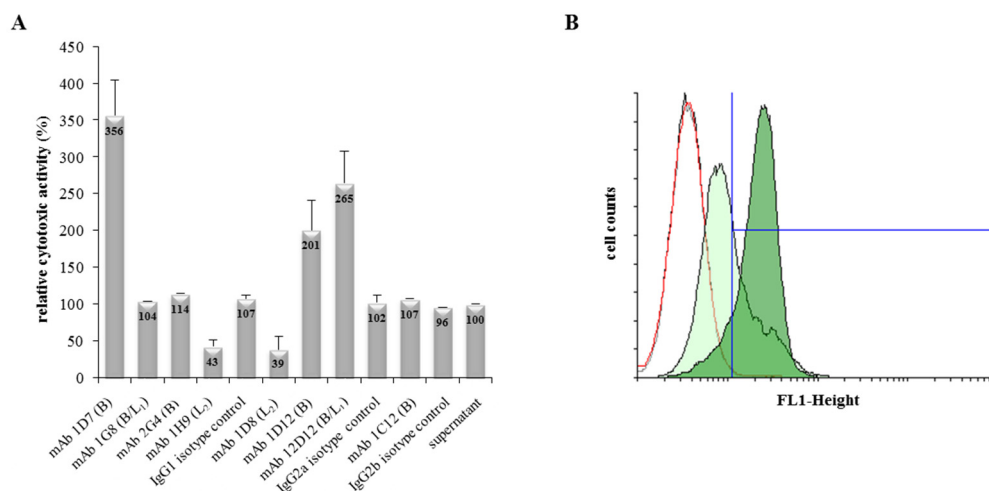 A
B
relative cytotoxic activity (%)
450
400
350
300
250
200
150
100
50
0
356
104
114
43
107
39
201
265
102
107
96
100
mAb 1D7 (B)
mAb 1G8 (B/L₁)
mAb 2G4 (B)
mAb 1H9 (L₂)
IgG1 isotype control
mAb 1D8 (L₂)
mAb 1D12 (B)
mAb 12D12 (B/L₁)
IgG2a isotype control
mAb 1C12 (B)
IgG2b isotype control
supernatant
cell counts
FL1-Height